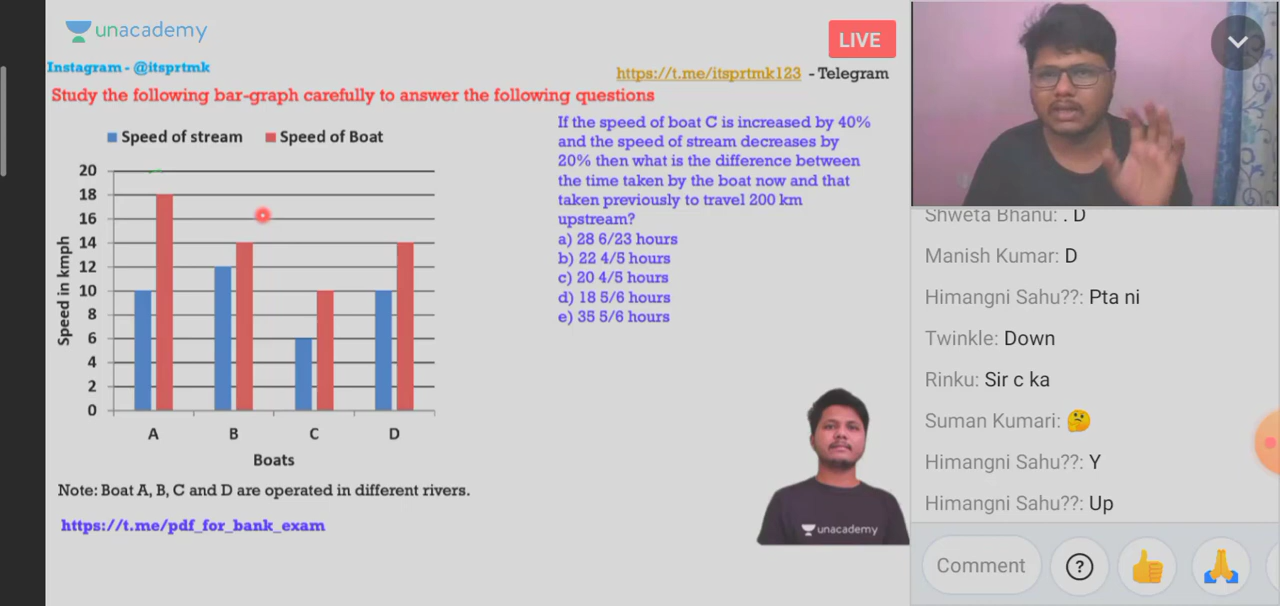 unacademy
LIVE
Instagram - @itsprtmk
https://t.me/itsprtmk123 - Telegram
Study the following bar-graph carefully to answer the following questions
Speed of stream
Speed of Boat
20
18
16
14
12
10
8
6
4
2
0
Speed in kmph
A
B
C
D
Boats
Note: Boat A, B, C and D are operated in different rivers.
https://t.me/pdf_for_bank_exam
If the speed of boat C is increased by 40%
and the speed of stream decreases by
20% then what is the difference between
the time taken by the boat now and that
taken previously to travel 200 km
upstream?
a) 28 6/23 hours
b) 22 4/5 hours
c) 20 4/5 hours
d) 18 5/6 hours
e) 35 5/6 hours
unacademy
Shweta Bhanu: . D
Manish Kumar: D
Himangni Sahu??: Pta ni
Twinkle: Down
Rinku: Sir c ka
Suman Kumari: 🤔
Himangni Sahu??: Y
Himangni Sahu??: Up
Comment
?